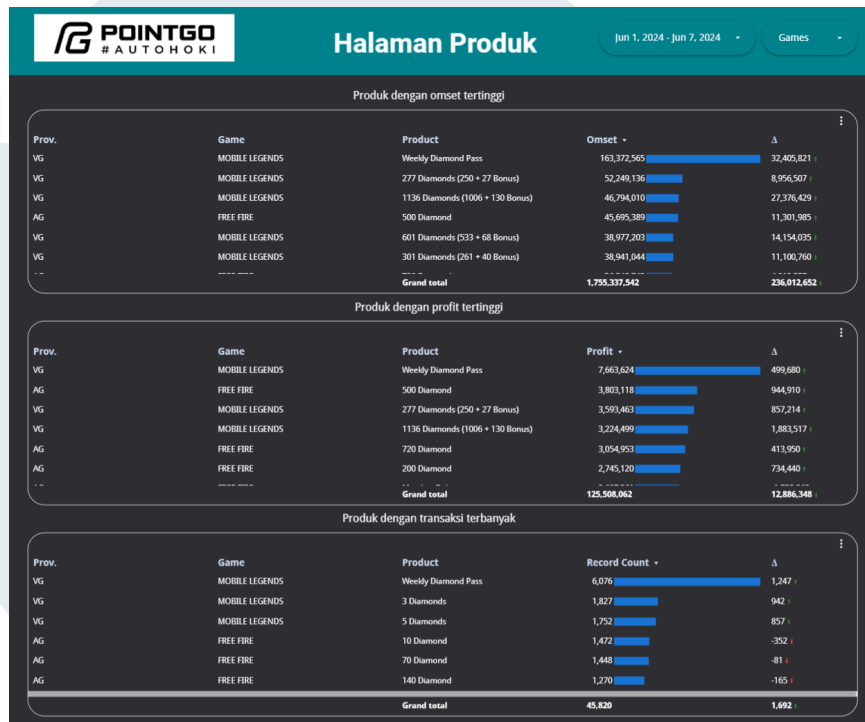 POINTGO
#AUTOHOKI
Halaman Produk
Jun 1, 2024 - Jun 7, 2024
Games
Produk dengan omset tertinggi
Prov. Game Product Omset Δ
VG MOBILE LEGENDS Weekly Diamond Pass 163,372,565 32,405,821
VG MOBILE LEGENDS 277 Diamonds (250 + 27 Bonus) 52,249,136 8,956,507
VG MOBILE LEGENDS 1136 Diamonds (1006 + 130 Bonus) 46,794,010 27,376,429
AG FREE FIRE 500 Diamond 45,695,389 11,301,985
VG MOBILE LEGENDS 601 Diamonds (533 + 68 Bonus) 38,977,203 14,154,035
VG MOBILE LEGENDS 301 Diamonds (261 + 40 Bonus) 38,941,044 11,100,760
Grand total 1,755,337,542 236,012,652
Produk dengan profit tertinggi
Prov. Game Product Profit Δ
VG MOBILE LEGENDS Weekly Diamond Pass 7,663,624 499,680
AG FREE FIRE 500 Diamond 3,803,118 944,910
VG MOBILE LEGENDS 277 Diamonds (250 + 27 Bonus) 3,593,463 857,214
VG MOBILE LEGENDS 1136 Diamonds (1006 + 130 Bonus) 3,224,499 1,883,517
AG FREE FIRE 720 Diamond 3,054,953 413,950
AG FREE FIRE 200 Diamond 2,745,120 734,440
Grand total 125,508,062 12,886,348
Produk dengan transaksi terbanyak
Prov. Game Product Record Count Δ
VG MOBILE LEGENDS Weekly Diamond Pass 6,076 1,247
VG MOBILE LEGENDS 3 Diamonds 1,827 942
VG MOBILE LEGENDS 5 Diamonds 1,752 857
AG FREE FIRE 10 Diamond 1,472 -352
AG FREE FIRE 70 Diamond 1,448 -81
AG FREE FIRE 140 Diamond 1,270 -165
Grand total 45,820 1,692